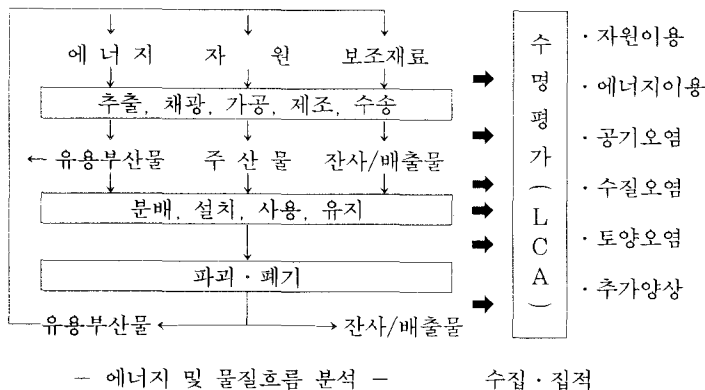 에너지 자 원 보조재료
추출, 채광, 가공, 제조, 수송
유용부산물 주 산 물 잔사/배출물
분배, 설치, 사용, 유지
파괴 · 폐기
유용부산물 잔사/배출물
수명평가(LCA)
· 자원이용
· 에너지이용
· 공기오염
· 수질오염
· 토양오염
· 추가양상
- 에너지 및 물질흐름 분석 -
수집 · 집적